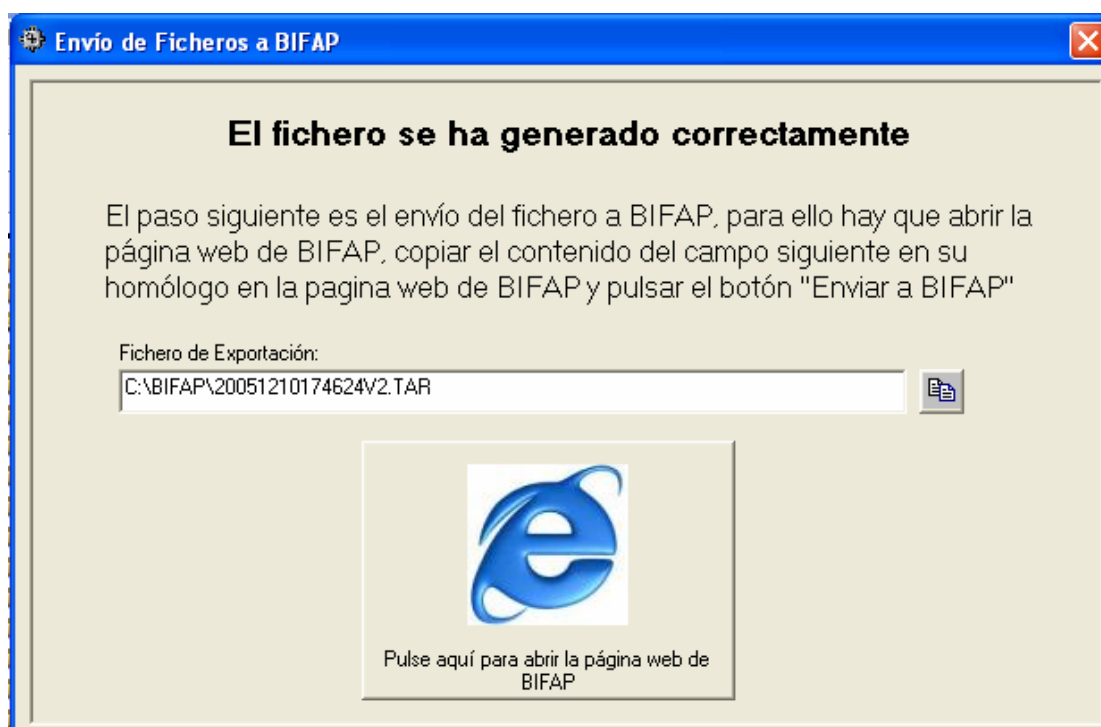 Envío de Ficheros a BIFAP
El fichero se ha generado correctamente
El paso siguiente es el envío del fichero a BIFAP, para ello hay que abrir la
página web de BIFAP, copiar el contenido del campo siguiente en su
homólogo en la pagina web de BIFAP y pulsar el botón "Enviar a BIFAP"
Fichero de Exportación:
C:\BIFAP\20051210174624V2.TAR
Pulse aquí para abrir la página web de
BIFAP